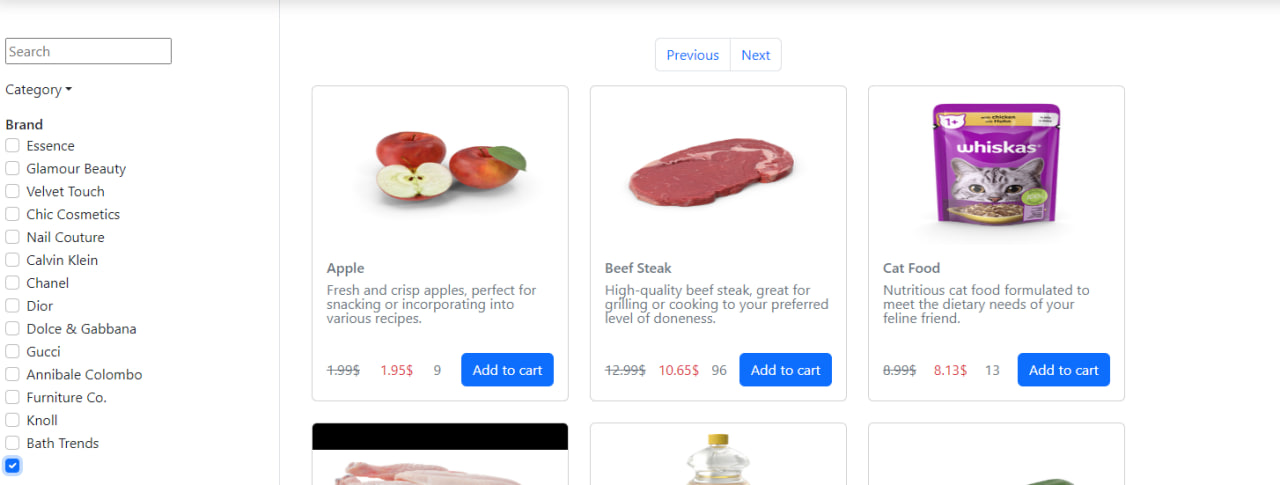 Search
Category
Brand
Essence
Glamour Beauty
Velvet Touch
Chic Cosmetics
Nail Couture
Calvin Klein
Chanel
Dior
Dolce & Gabbana
Gucci
Annibale Colombo
Furniture Co.
Knoll
Bath Trends
Previous Next
Apple
Fresh and crisp apples, perfect for
snacking or incorporating into
various recipes.
1.99$ 1.95$ 9 Add to cart
Beef Steak
High-quality beef steak, great for
grilling or cooking to your preferred
level of doneness.
12.99$ 10.65$ 96 Add to cart
1+
with chicken
whiskas
Cat Food
Nutritious cat food formulated to
meet the dietary needs of your
feline friend.
8.99$ 8.13$ 13 Add to cart